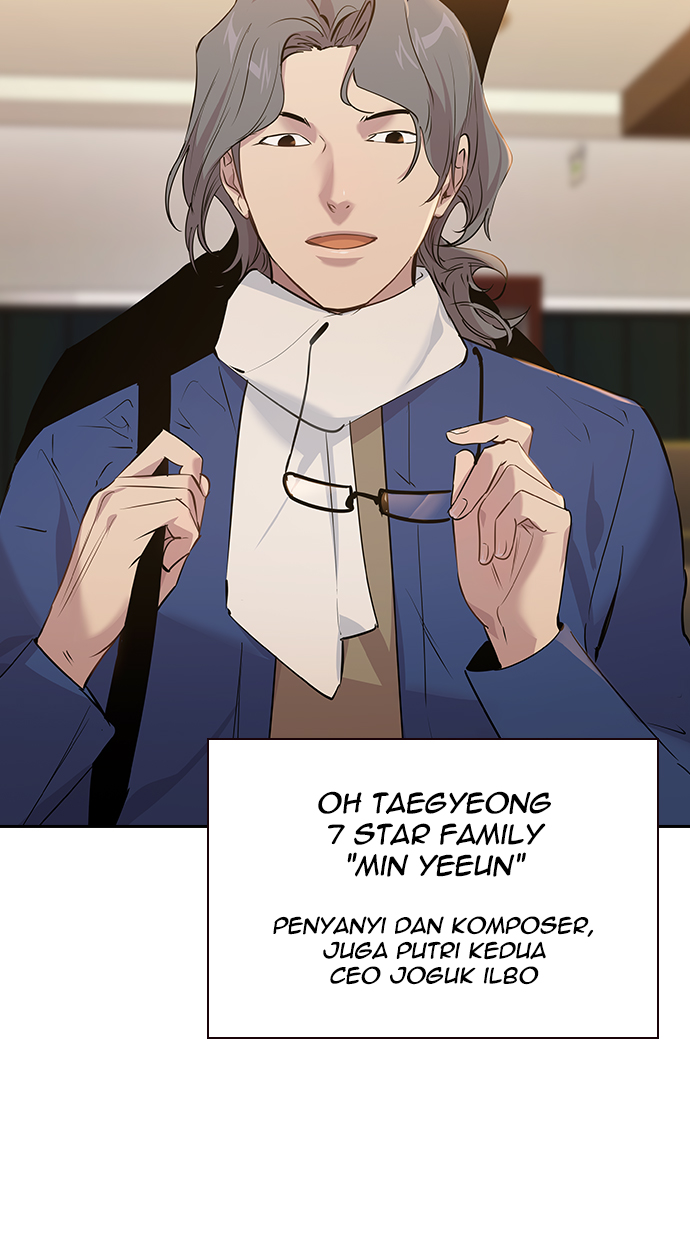 OH TAEGYEONG
7 STAR FAMILY
"MIN YEEUN"
PENYANYI DAN KOMPOSER,
JUGA PUTRI KEDUA
CEO JOGUK ILBO